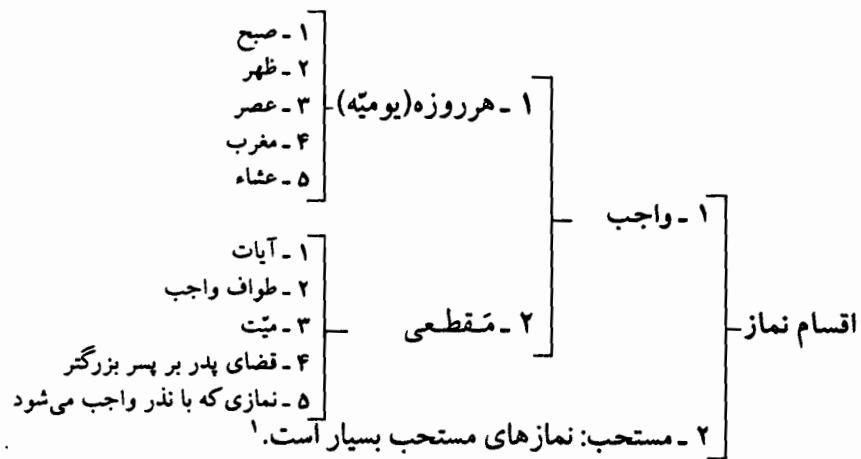 اقسام نماز
۱ ـ واجب
۱ ـ هرروزه(یومیّه)
۱ ـ صبح
۲ ـ ظهر
۳ ـ عصر
۴ ـ مغرب
۵ ـ عشاء
۲ ـ مَـقطـعی
۱ ـ آیات
۲ ـ طواف واجب
۳ ـ میّت
۴ ـ قضای پدر بر پسر بزرگتر
۵ ـ نمازی‌که با نذر واجب می‌شود
۲ ـ مستحب: نمازهای مستحب بسیار است.۱